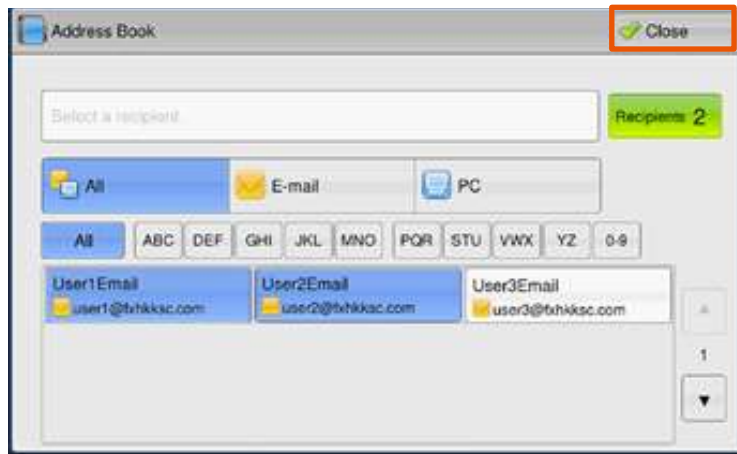 Address Book
Close
Select a recipient
Recipients 2
All
E-mail
PC
All ABC DEF GHI JKL MNO PQR STU VWX YZ 0-9
User1Email User2Email User3Email
user1@fxhkksc.com user2@fxhkksc.com user3@fxhkksc.com
1